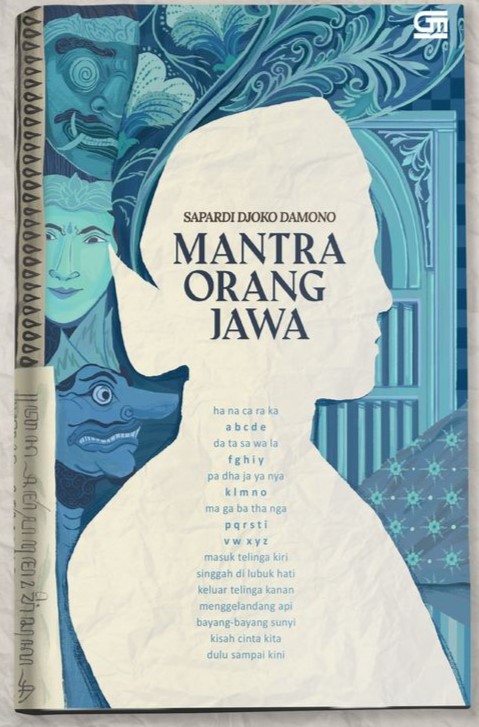 SAPARDI DJOKO DAMONO
MANTRA
ORANG
JAWA
ha na ca ra ka
a b c d e
da ta sa wa la
f g h i y
pa dha ja ya nya
k l m n o
ma ga ba tha nga
p q r s t i
v w x y z
masuk telinga kiri
singgah di lubuk hati
keluar telinga kanan
menggelandang api
bayang-bayang sunyi
kisah cinta kita
dulu sampai kini